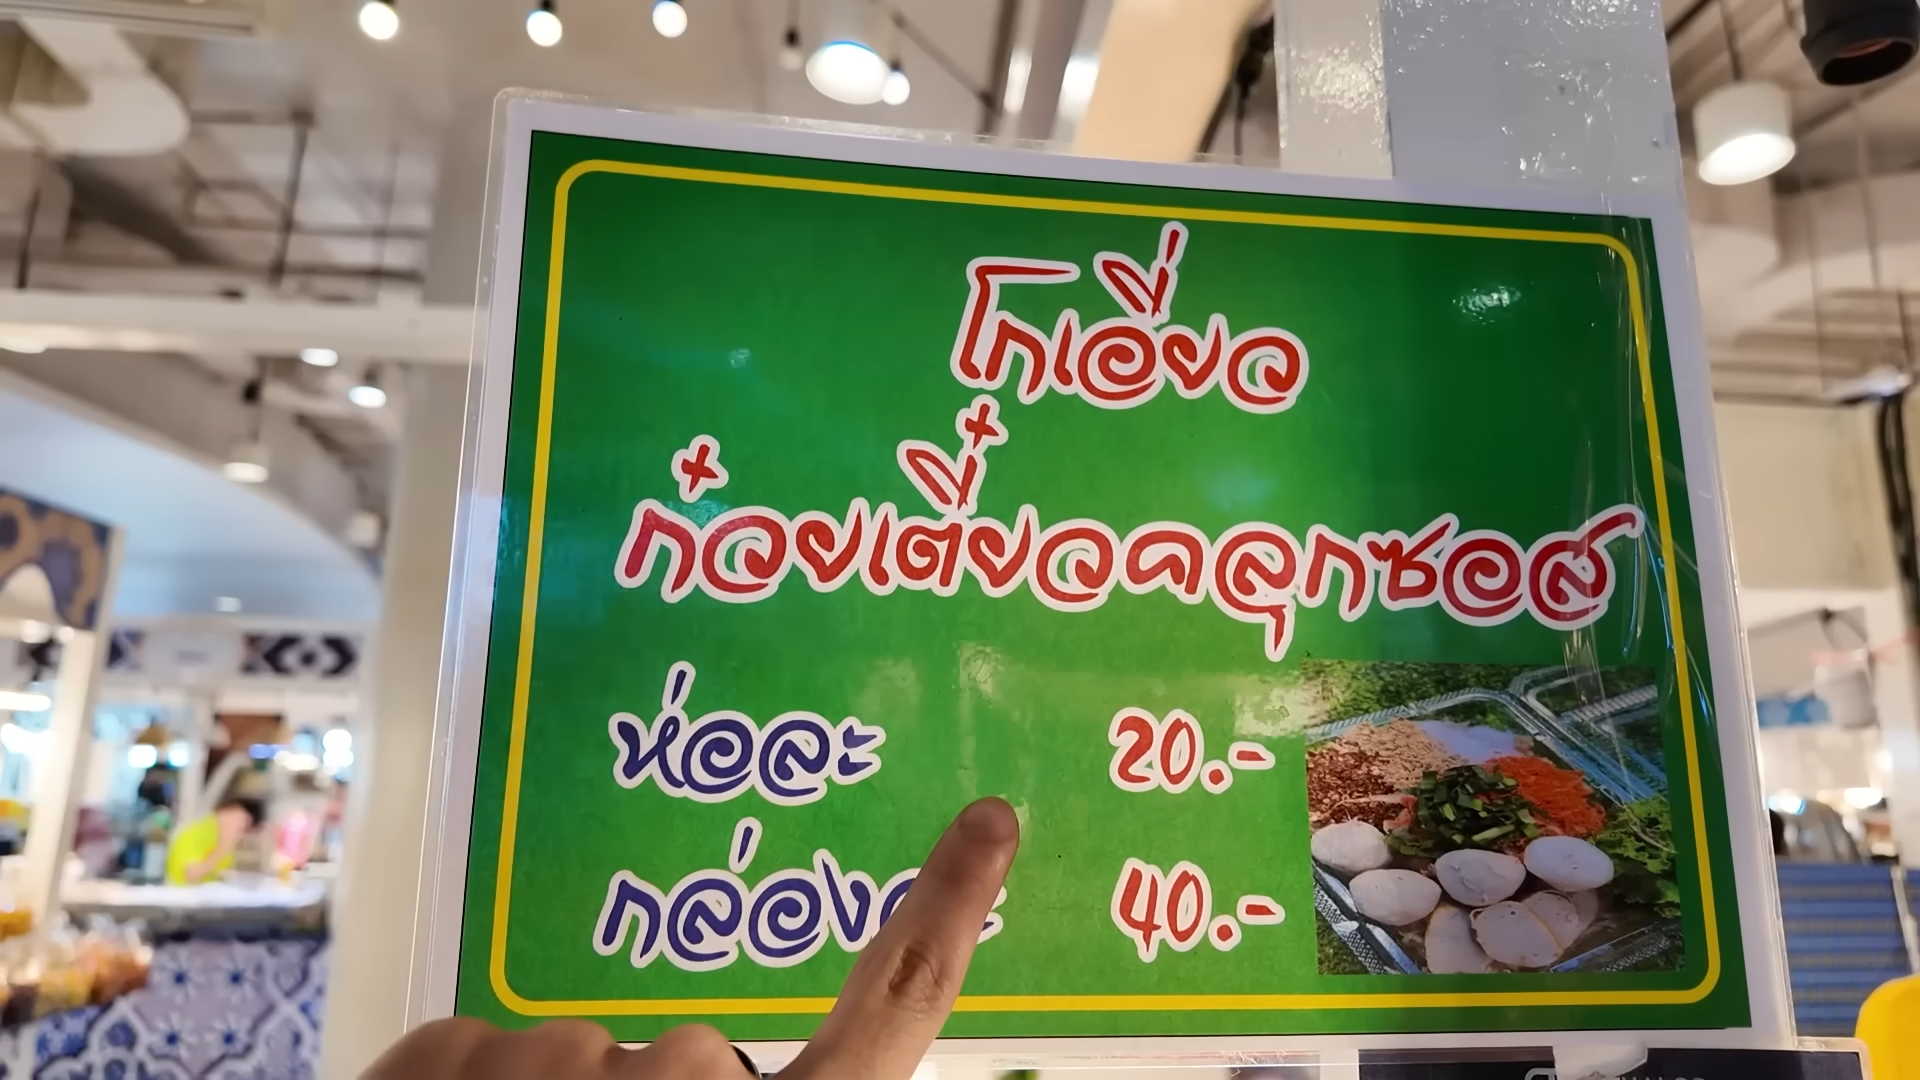 โกเอี่ยว
ก๋วยเตี๋ยวคลุกซอส
ห่อละ 20.-
กล่องละ 40.-